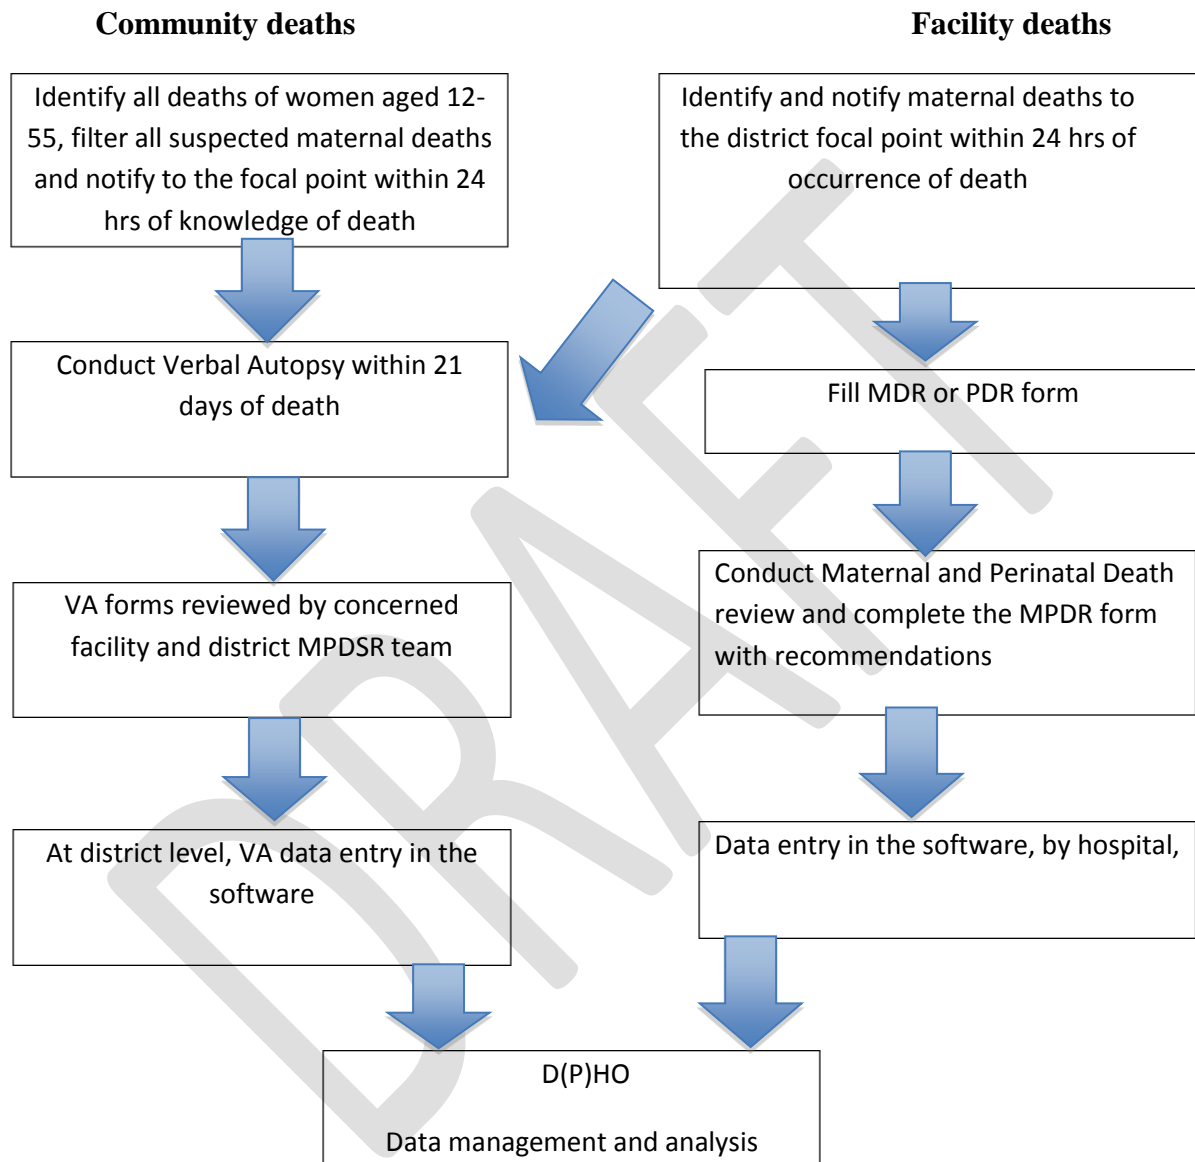 Community deaths
Facility deaths
Identify all deaths of women aged 12-
55, filter all suspected maternal deaths
and notify to the focal point within 24
hrs of knowledge of death
Identify and notify maternal deaths to
the district focal point within 24 hrs of
occurrence of death
Conduct Verbal Autopsy within 21
days of death
Fill MDR or PDR form
VA forms reviewed by concerned
facility and district MPDSR team
Conduct Maternal and Perinatal Death
review and complete the MPDR form
with recommendations
At district level, VA data entry in the
software
Data entry in the software, by hospital,
D(P)HO
Data management and analysis
DRAFT